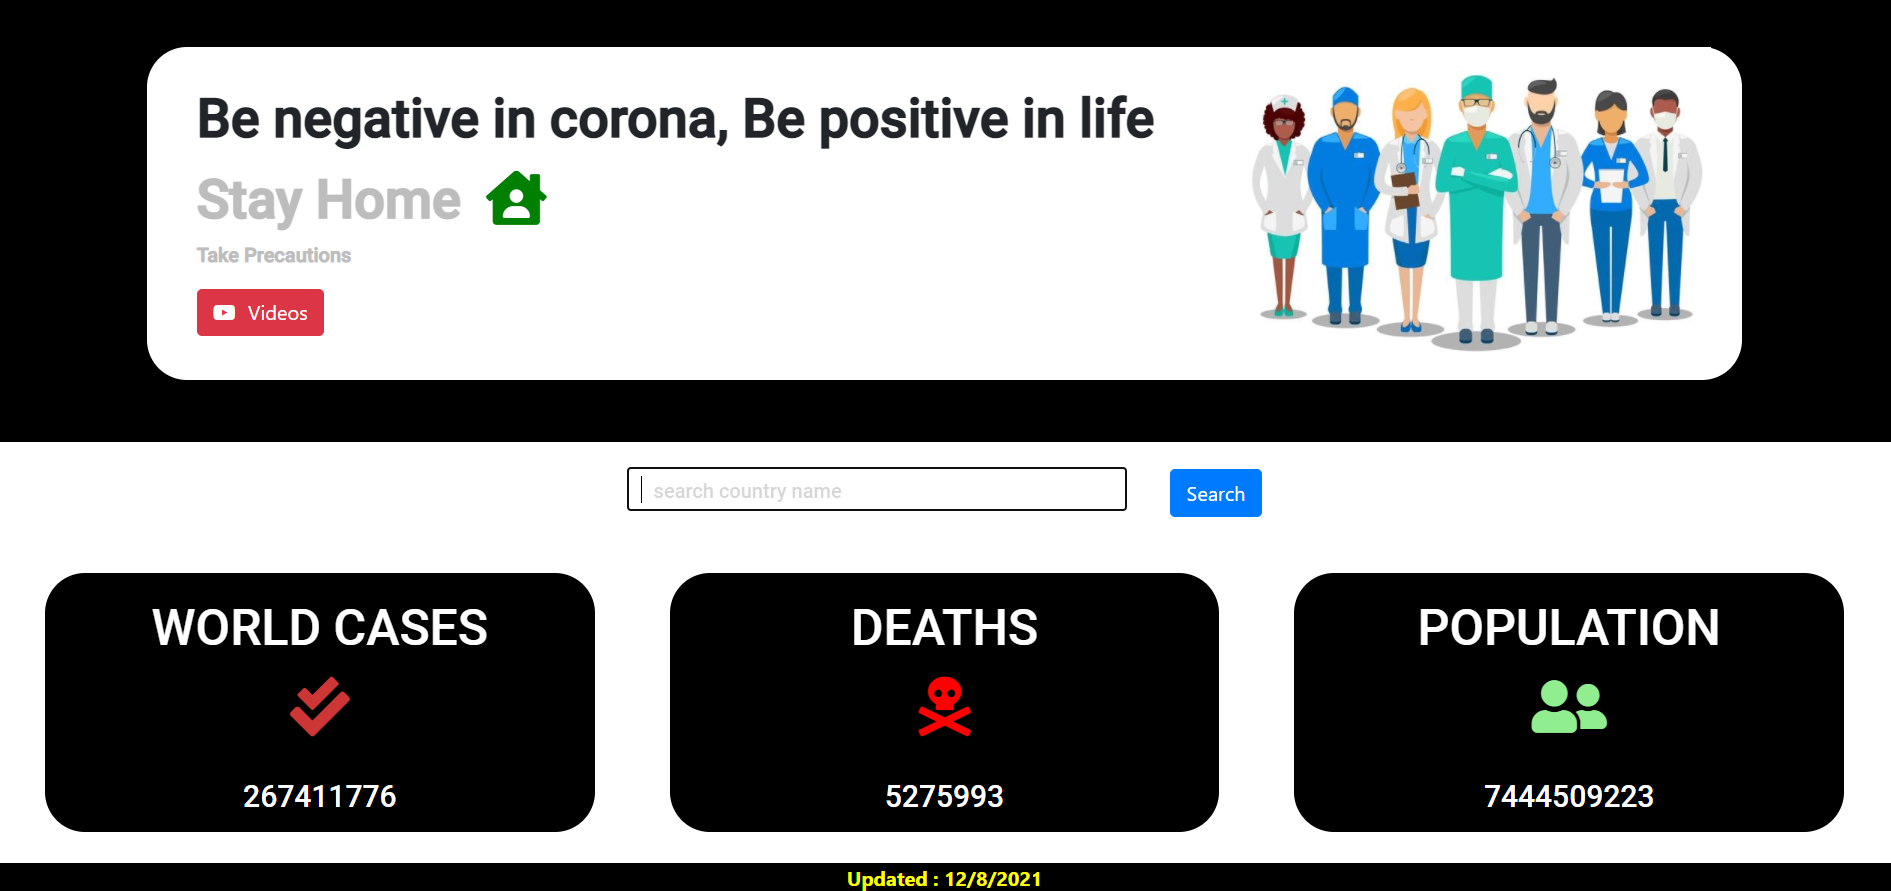 Be negative in corona, Be positive in life
Stay Home
Take Precautions
Videos
search country name
Search
WORLD CASES
267411776
DEATHS
5275993
POPULATION
7444509223
Updated : 12/8/2021